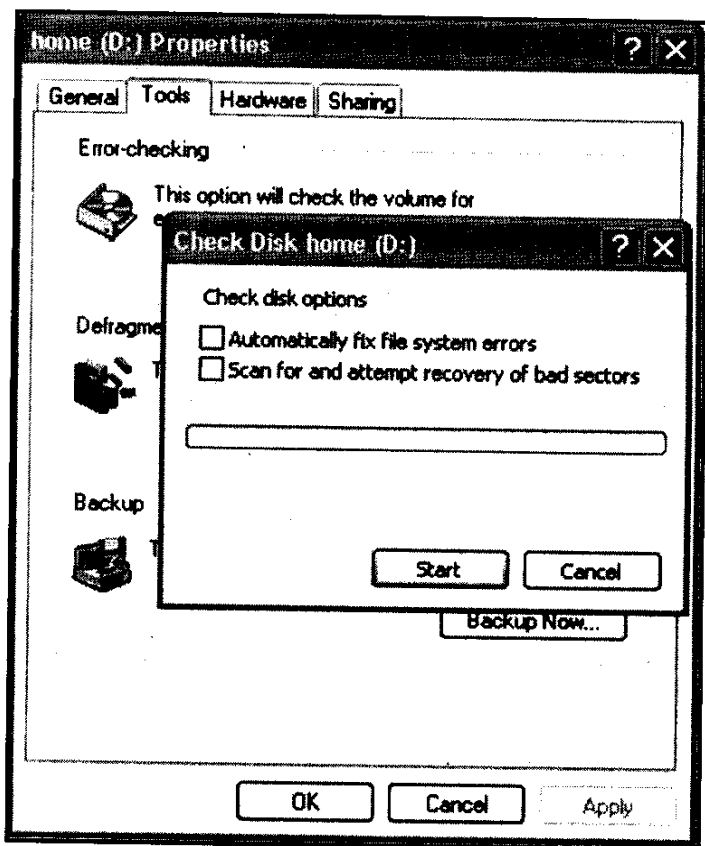 home (D:) Properties
General Tools Hardware Sharing
Error-checking
This option will check the volume for
e
Check Disk home (D:)
Check disk options
Automatically fix file system errors
Scan for and attempt recovery of bad sectors
Defragme
T
Backup
T
Start Cancel
Backup Now...
OK Cancel Apply